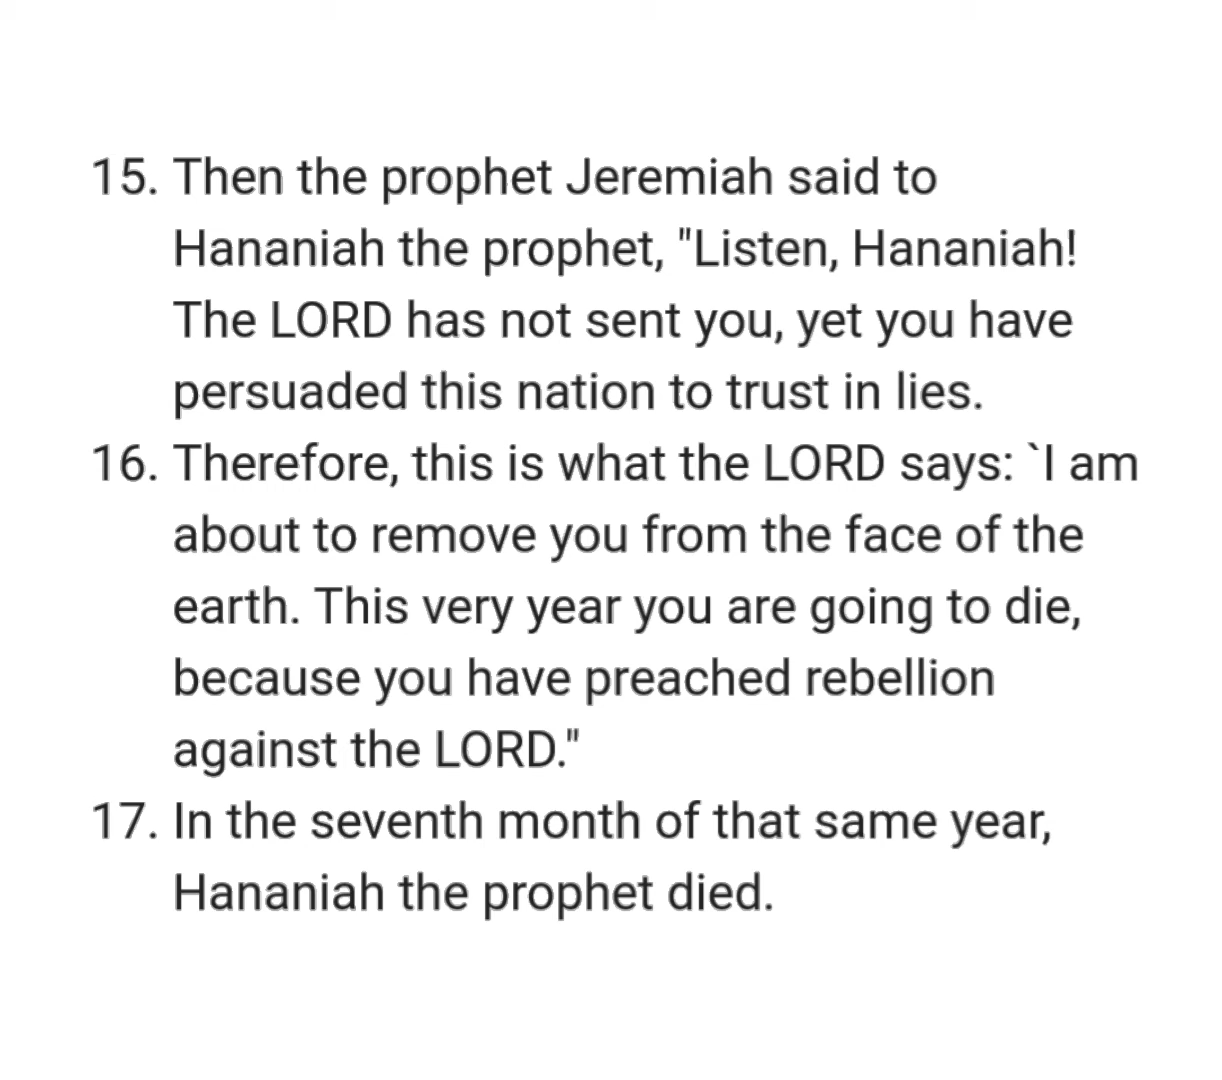 15. Then the prophet Jeremiah said to
Hananiah the prophet, "Listen, Hananiah!
The LORD has not sent you, yet you have
persuaded this nation to trust in lies.
16. Therefore, this is what the LORD says: `I am
about to remove you from the face of the
earth. This very year you are going to die,
because you have preached rebellion
against the LORD."
17. In the seventh month of that same year,
Hananiah the prophet died.